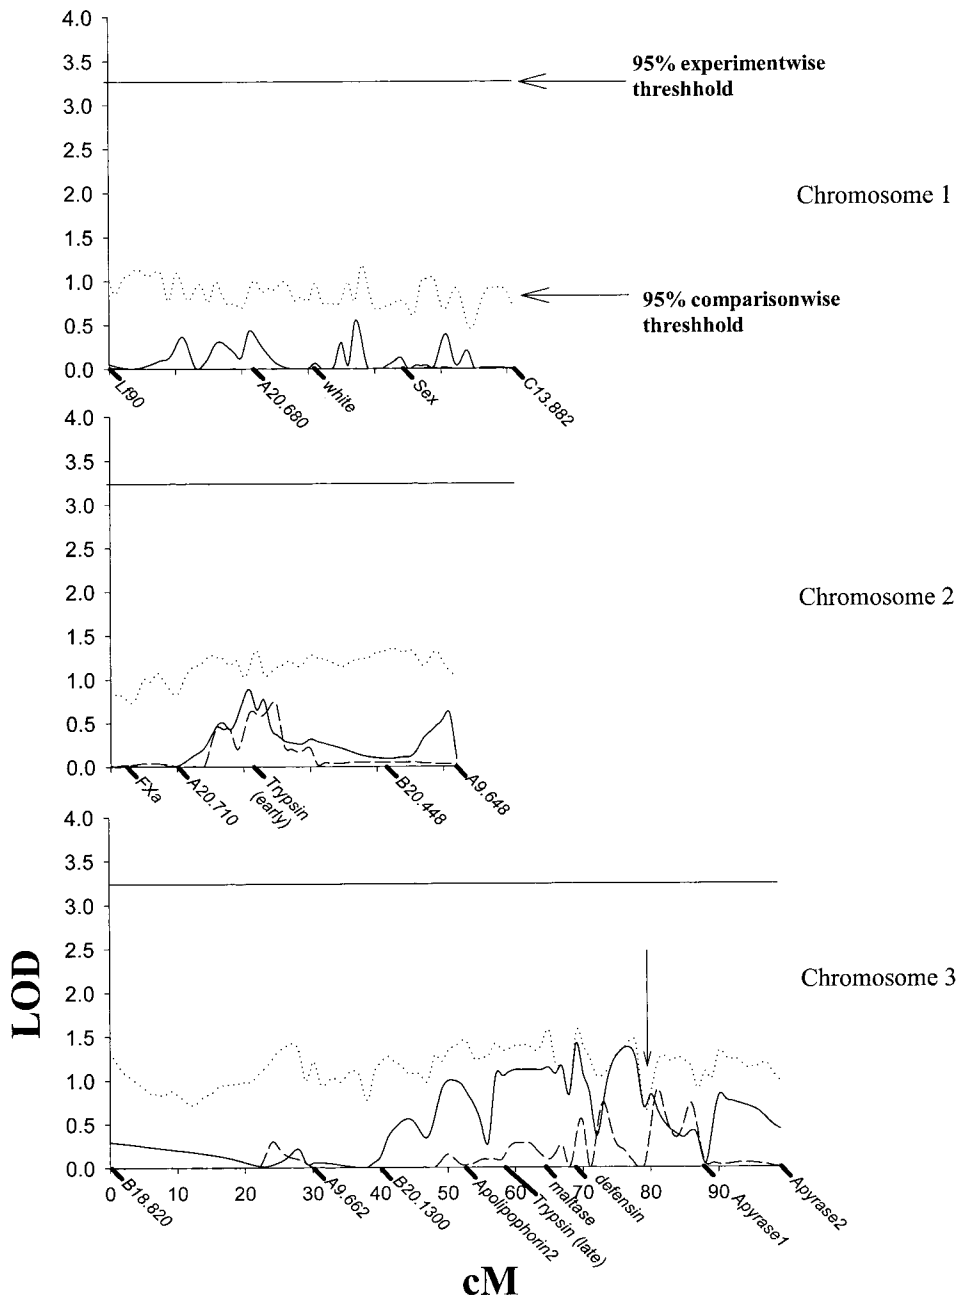 4.0
3.5
3.0
2.5
2.0
1.5
1.0
0.5
0.0
95% experimentwise
threshhold
Chromosome 1
95% comparisonwise
threshhold
Lf90
A20.680
white
Sex
C13.882
4.0
3.5
3.0
2.5
2.0
1.5
1.0
0.5
0.0
Chromosome 2
FXa
A20.710
Trypsin
(early)
B20.448
A9.648
4.0
3.5
3.0
2.5
2.0
1.5
1.0
0.5
0.0
LOD
Chromosome 3
0 10 20 30 40 50 60 70 80 90
B18.820
A9.662
B20.1300
Apolipophorin2
Trypsin (late)
maltase
defensin
Apyrase1
Apyrase2
cM